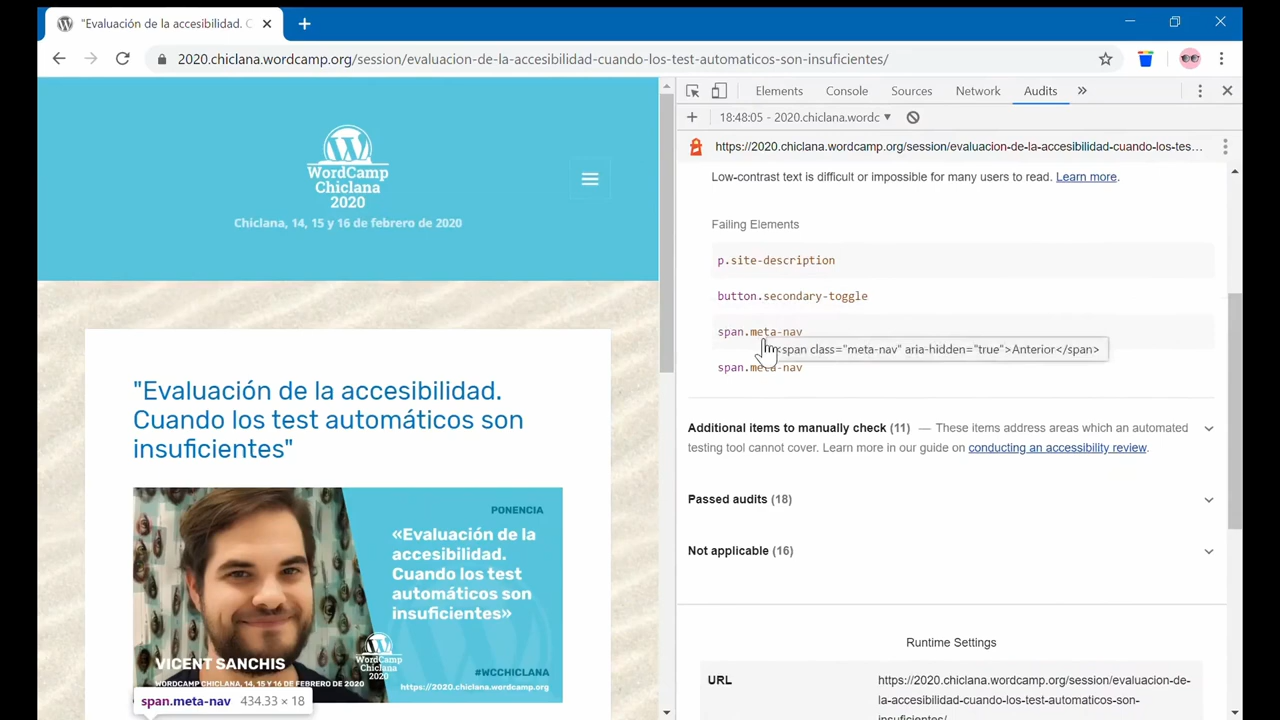 "Evaluación de la accesibilidad. C
2020.chiclana.wordcamp.org/session/evaluacion-de-la-accesibilidad-cuando-los-test-automaticos-son-insuficientes/
WordCamp
Chiclana
2020
Chiclana, 14, 15 y 16 de febrero de 2020
"Evaluación de la accesibilidad.
Cuando los test automáticos son
insuficientes"
PONENCIA
«Evaluación de la
accesibilidad.
Cuando los test
automáticos son
insuficientes»
VICENT SANCHIS
WORDCAMP CHICLANA, 14, 15 Y 16 DE FEBRERO DE 2020
WordCamp
Chiclana
2020
#WCCHICLANA
https://2020.chiclana.wordcamp.org
span.meta-nav 434.33 × 18
Elements Console Sources Network Audits »
18:48:05 - 2020.chiclana.wordc
https://2020.chiclana.wordcamp.org/session/evaluacion-de-la-accesibilidad-cuando-los-tes...
Low-contrast text is difficult or impossible for many users to read. Learn more.
Failing Elements
p.site-description
button.secondary-toggle
span.meta-nav
<span class="meta-nav" aria-hidden="true">Anterior</span>
span.meta-nav
Additional items to manually check (11) — These items address areas which an automated
testing tool cannot cover. Learn more in our guide on conducting an accessibility review.
Passed audits (18)
Not applicable (16)
Runtime Settings
URL
https://2020.chiclana.wordcamp.org/session/evaluacion-de-
la-accesibilidad-cuando-los-test-automaticos-son-
insuficientes/